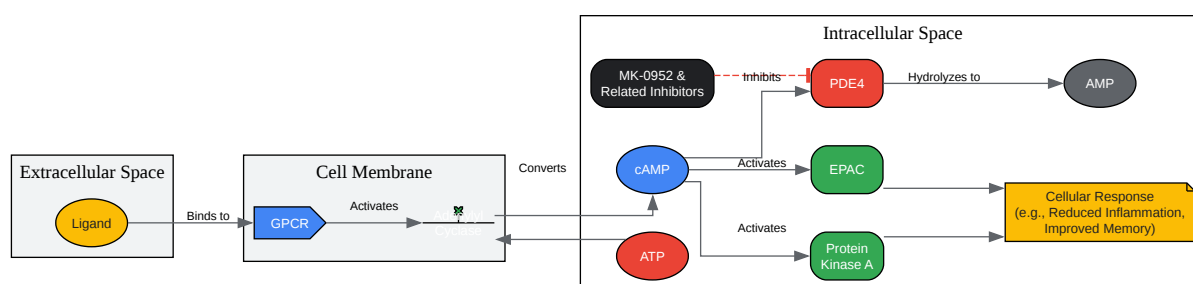 Intracellular Space
MK-0952 &
Related Inhibitors
Inhibits
PDE4
Hydrolyzes to
AMP
Extracellular Space
Cell Membrane
Converts
cAMP
Activates
EPAC
Ligand
Binds to
GPCR
Activates
Adenylyl
Cyclase
Activates
Cellular Response
(e.g., Reduced Inflammation,
Improved Memory)
ATP
Protein
Kinase A